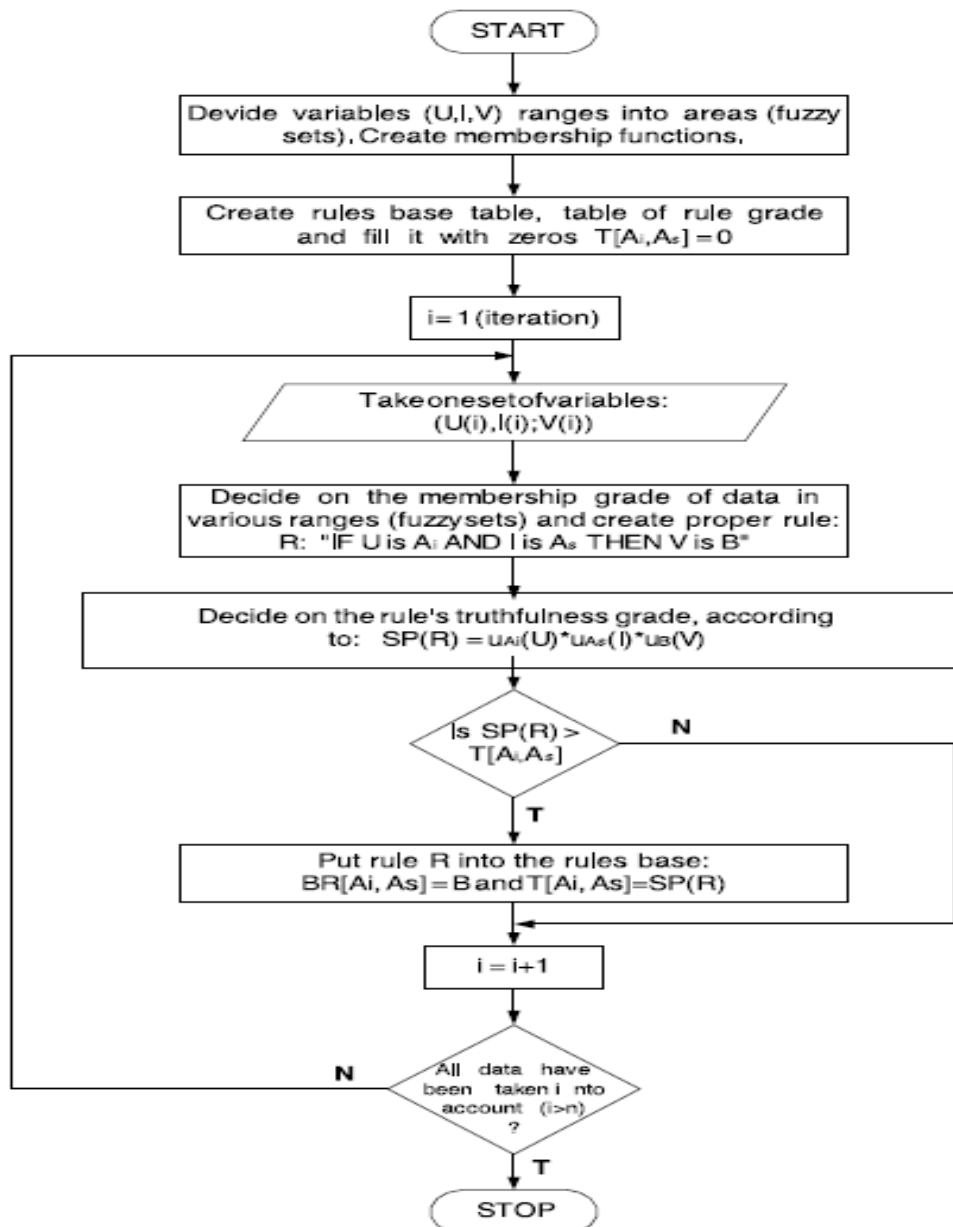 START
Devide variables (U,I,V) ranges into areas (fuzzy
sets). Create membership functions.
Create rules base table, table of rule grade
and fill it with zeros T[Ai,As]=0
i=1(iteration)
Takeonesetofvariables:
(U(i),I(i);V(i))
Decide on the membership grade of data in
various ranges (fuzzysets) and create proper rule:
R: "IF U is Ai AND I is As THEN V is B"
Decide on the rule's truthfulness grade, according
to: SP(R) =uAi(U)*uAs(I)*uB(V)
Is SP(R) >
T[Ai,As]
N
T
Put rule R into the rules base:
BR[Ai, As]=BandT[Ai, As]=SP(R)
i = i+1
All data have
been taken i nto
account (i>n)
?
N
T
STOP